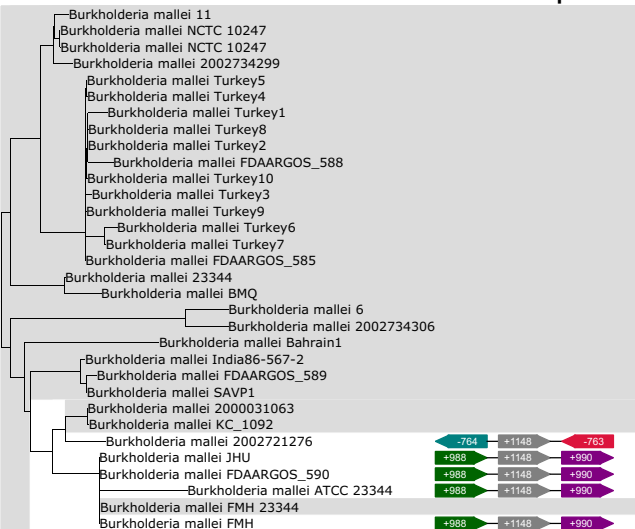 Burkholderia mallei 11
Burkholderia mallei NCTC 10247
Burkholderia mallei NCTC 10247
Burkholderia mallei 2002734299
Burkholderia mallei Turkey5
Burkholderia mallei Turkey4
Burkholderia mallei Turkey1
Burkholderia mallei Turkey8
Burkholderia mallei Turkey2
Burkholderia mallei FDAARGOS_588
Burkholderia mallei Turkey10
Burkholderia mallei Turkey3
Burkholderia mallei Turkey9
Burkholderia mallei Turkey6
Burkholderia mallei Turkey7
Burkholderia mallei FDAARGOS_585
Burkholderia mallei 23344
Burkholderia mallei BMQ
Burkholderia mallei 6
Burkholderia mallei 2002734306
Burkholderia mallei Bahrain1
Burkholderia mallei India86-567-2
Burkholderia mallei FDAARGOS_589
Burkholderia mallei SAVP1
Burkholderia mallei 2000031063
Burkholderia mallei KC_1092
Burkholderia mallei 2002721276 -764 +1148 -763
Burkholderia mallei JHU +988 +1148 +990
Burkholderia mallei FDAARGOS_590 +988 +1148 +990
Burkholderia mallei ATCC 23344 +988 +1148 +990
Burkholderia mallei FMH 23344
Burkholderia mallei FMH +988 +1148 +990